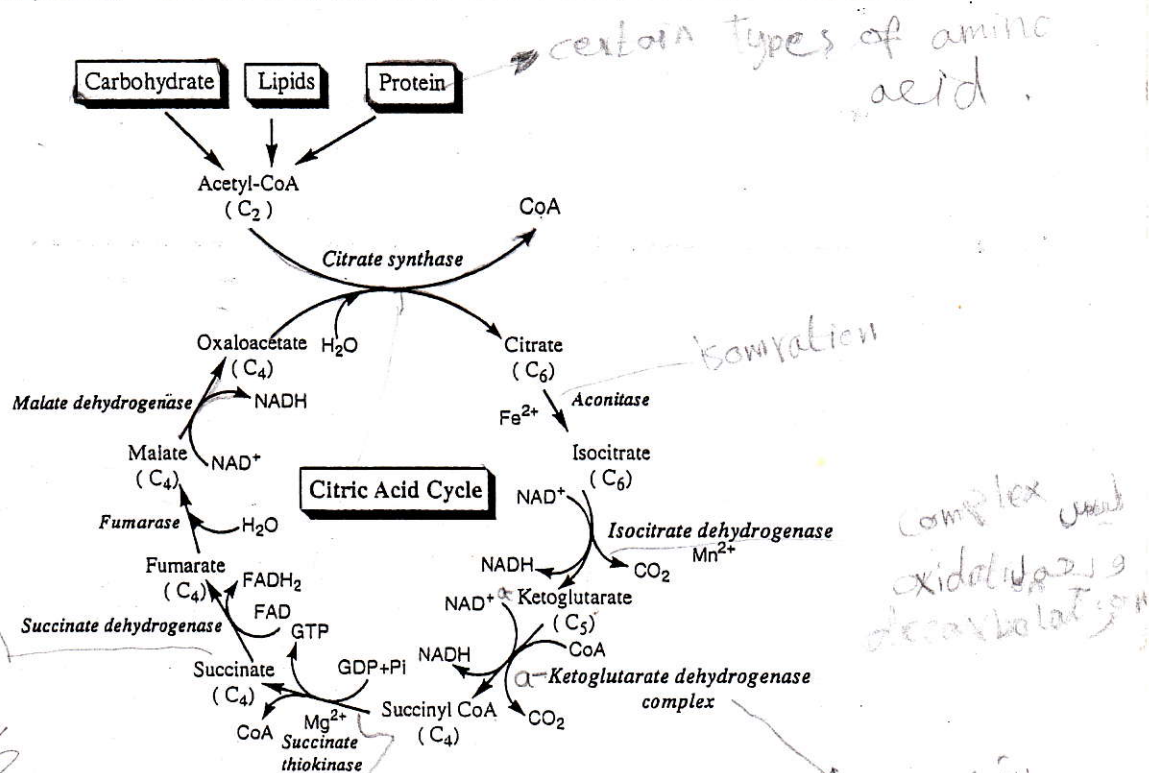 certain types of amino
acid .
Carbohydrate Lipids Protein
Acetyl-CoA
( C₂ )
CoA
Citrate synthase
Oxaloacetate H₂O Citrate
( C₄ ) ( C₆ )
isomration
Malate dehydrogenase NADH Fe²⁺ Aconitase
Malate Isocitrate
( C₄ ) NAD⁺ ( C₆ )
Citric Acid Cycle NAD⁺
complex
Fumarase H₂O Isocitrate dehydrogenase
Mn²⁺
Fumarate NADH CO₂
( C₄ ) FADH₂ NAD⁺ α Ketoglutarate
FAD ( C₅ )
Succinate dehydrogenase GTP CoA
Succinate GDP+Pi NADH a-Ketoglutarate dehydrogenase
( C₄ ) complex
Mg²⁺ Succinyl CoA CO₂
CoA Succinate ( C₄ )
thiokinase